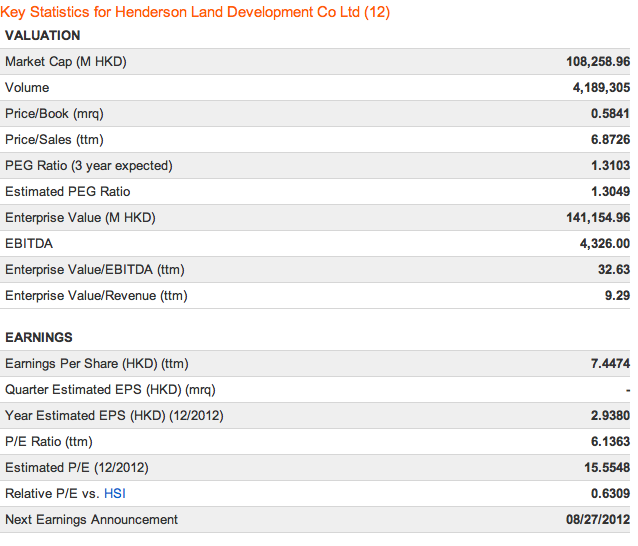 Key Statistics for Henderson Land Development Co Ltd (12)
VALUATION
Market Cap (M HKD) 108,258.96
Volume 4,189,305
Price/Book (mrq) 0.5841
Price/Sales (ttm) 6.8726
PEG Ratio (3 year expected) 1.3103
Estimated PEG Ratio 1.3049
Enterprise Value (M HKD) 141,154.96
EBITDA 4,326.00
Enterprise Value/EBITDA (ttm) 32.63
Enterprise Value/Revenue (ttm) 9.29
EARNINGS
Earnings Per Share (HKD) (ttm) 7.4474
Quarter Estimated EPS (HKD) (mrq) -
Year Estimated EPS (HKD) (12/2012) 2.9380
P/E Ratio (ttm) 6.1363
Estimated P/E (12/2012) 15.5548
Relative P/E vs. HSI 0.6309
Next Earnings Announcement 08/27/2012